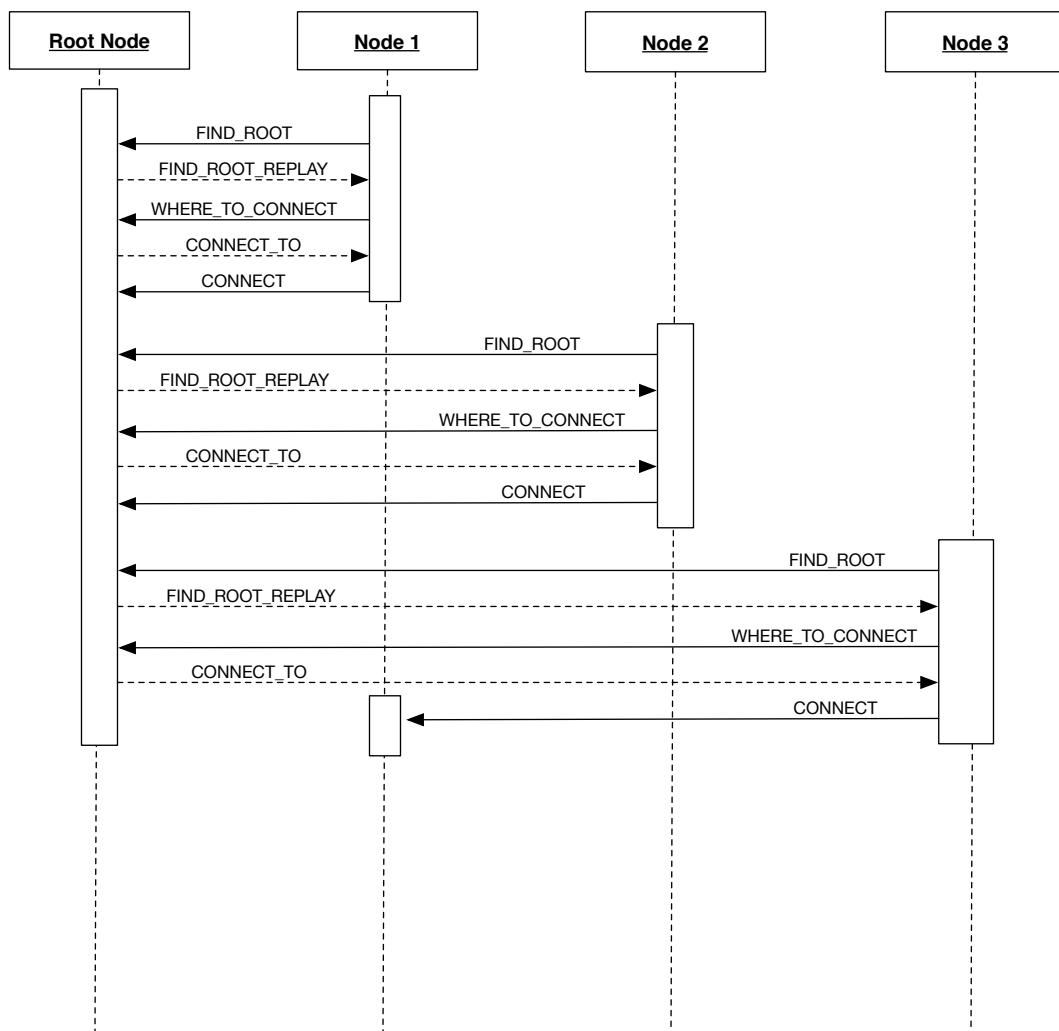 Root Node
Node 1
Node 2
Node 3
FIND_ROOT
FIND_ROOT_REPLAY
WHERE_TO_CONNECT
CONNECT_TO
CONNECT
FIND_ROOT
FIND_ROOT_REPLAY
WHERE_TO_CONNECT
CONNECT_TO
CONNECT
FIND_ROOT
FIND_ROOT_REPLAY
WHERE_TO_CONNECT
CONNECT_TO
CONNECT